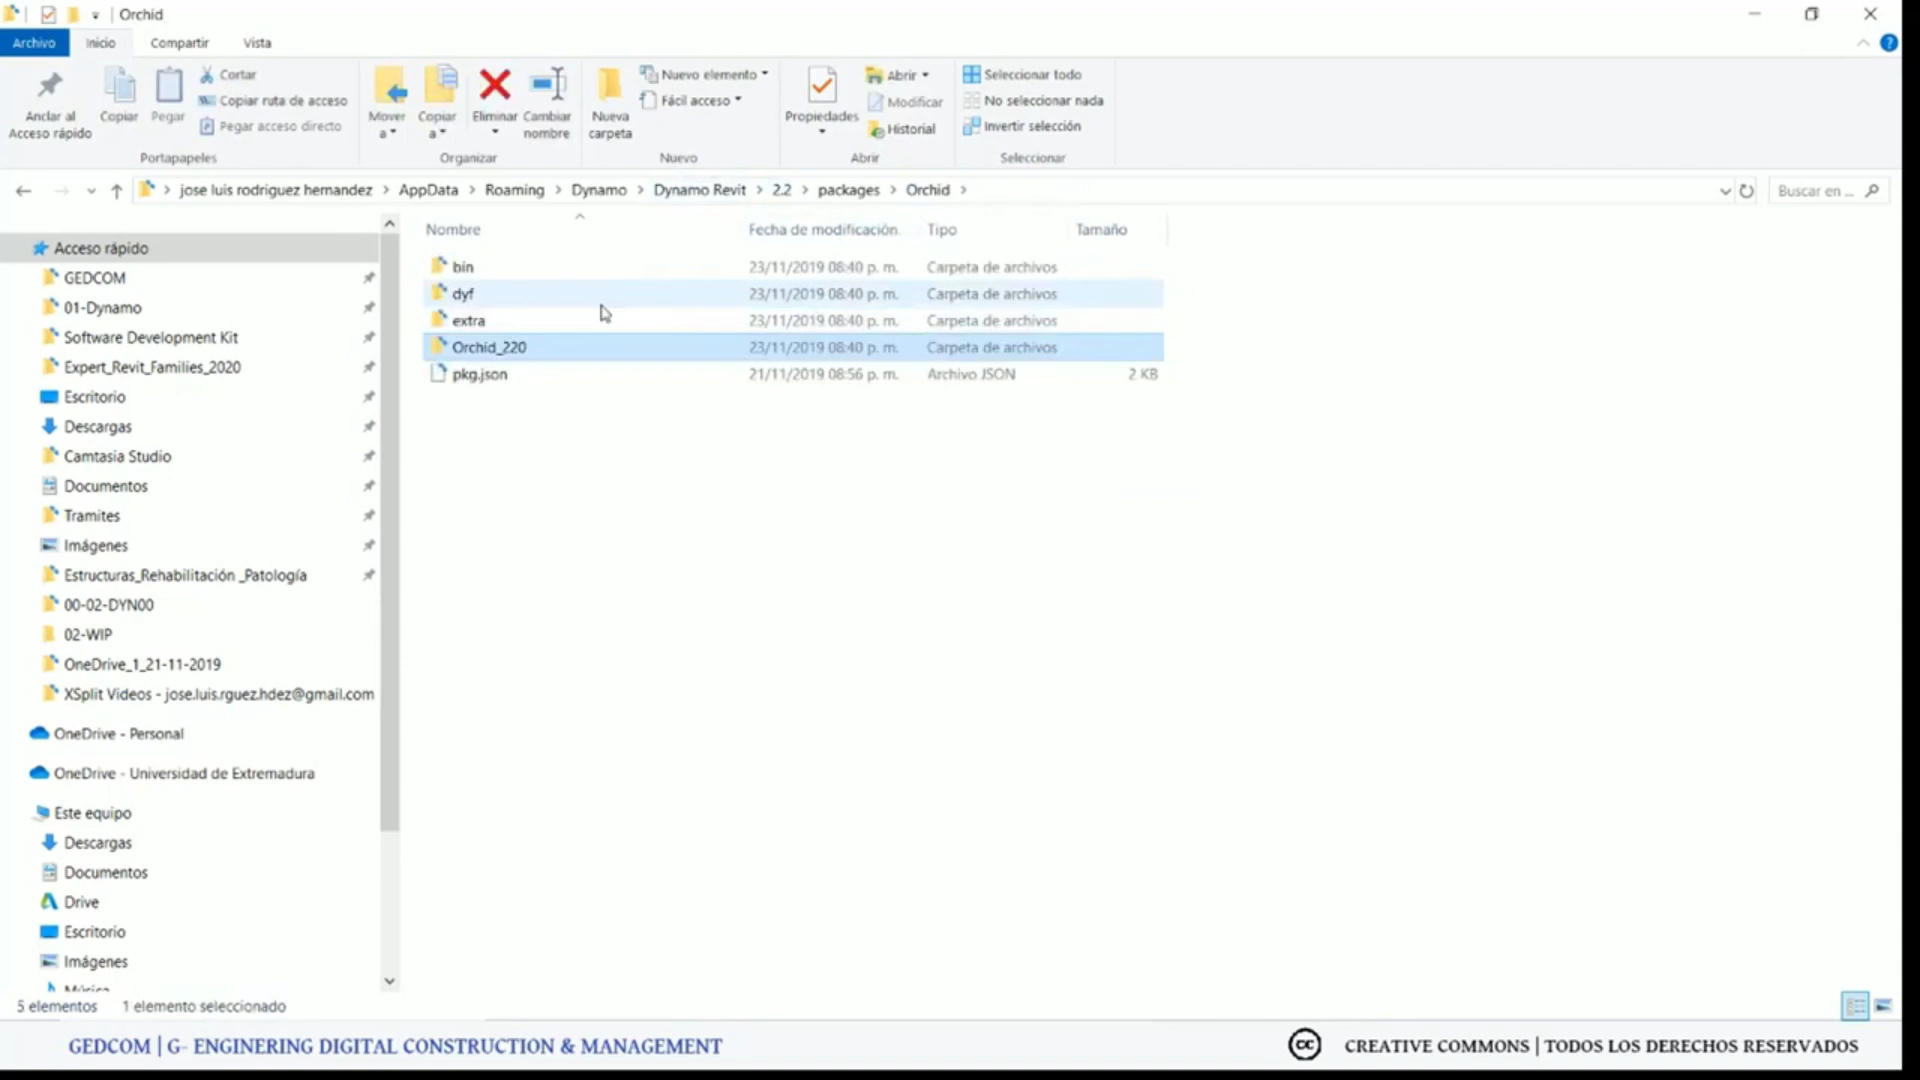 Orchid
Archivo Inicio Compartir Vista
Anclar al Acceso rápido
Copiar
Pegar
Cortar
Copiar ruta de acceso
Pegar acceso directo
Portapapeles
Mover a
Copiar a
Eliminar
Cambiar nombre
Organizar
Nueva carpeta
Nuevo elemento
Fácil acceso
Nuevo
Propiedades
Abrir
Modificar
Historial
Abrir
Seleccionar todo
No seleccionar nada
Invertir selección
Seleccionar
jose luis rodriguez hernandez > AppData > Roaming > Dynamo > Dynamo Revit > 2.2 > packages > Orchid >
Buscar en ...
Acceso rápido
GEDCOM
01-Dynamo
Software Development Kit
Expert_Revit_Families_2020
Escritorio
Descargas
Camtasia Studio
Documentos
Tramites
Imágenes
Estructuras_Rehabilitación _Patología
00-02-DYN00
02-WIP
OneDrive_1_21-11-2019
XSplit Videos - jose.luis.rguez.hdez@gmail.com
OneDrive - Personal
OneDrive - Universidad de Extremadura
Este equipo
Descargas
Documentos
Drive
Escritorio
Imágenes
Música
Nombre Fecha de modificación Tipo Tamaño
bin 23/11/2019 08:40 p. m. Carpeta de archivos
dyf 23/11/2019 08:40 p. m. Carpeta de archivos
extra 23/11/2019 08:40 p. m. Carpeta de archivos
Orchid_220 23/11/2019 08:40 p. m. Carpeta de archivos
pkg.json 21/11/2019 08:56 p. m. Archivo JSON 2 KB
5 elementos 1 elemento seleccionado
GEDCOM | G- ENGINERING DIGITAL CONSTRUCTION & MANAGEMENT
cc CREATIVE COMMONS | TODOS LOS DERECHOS RESERVADOS